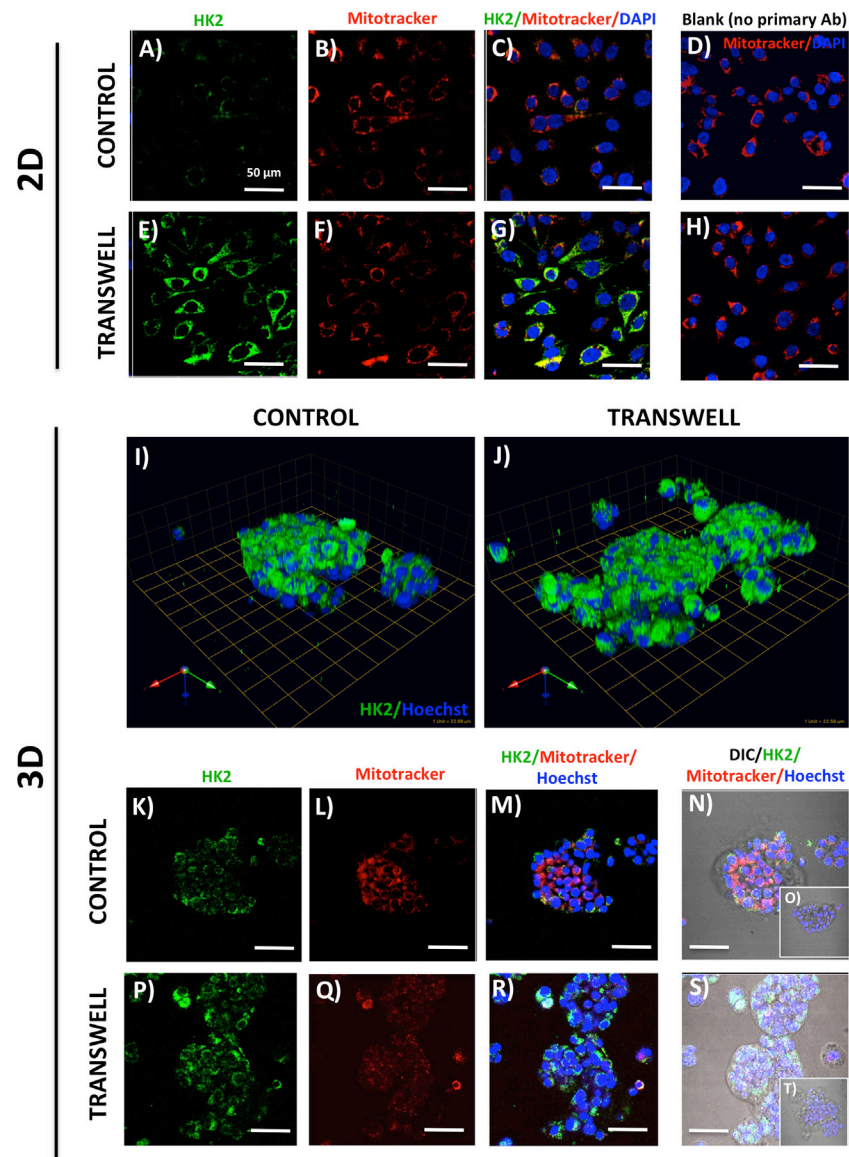 HK2
Mitotracker
HK2/Mitotracker/DAPI
Blank (no primary Ab)
Mitotracker/DAPI
2D
CONTROL
A)
50 µm
B)
C)
D)
TRANSWELL
E)
F)
G)
H)
3D
CONTROL
TRANSWELL
I)
HK2/Hoechst
1 Unit = 22.59 µm
J)
1 Unit = 22.59 µm
HK2
Mitotracker
HK2/Mitotracker/
Hoechst
DIC/HK2/
Mitotracker/Hoechst
CONTROL
K)
L)
M)
N)
O)
TRANSWELL
P)
Q)
R)
S)
T)